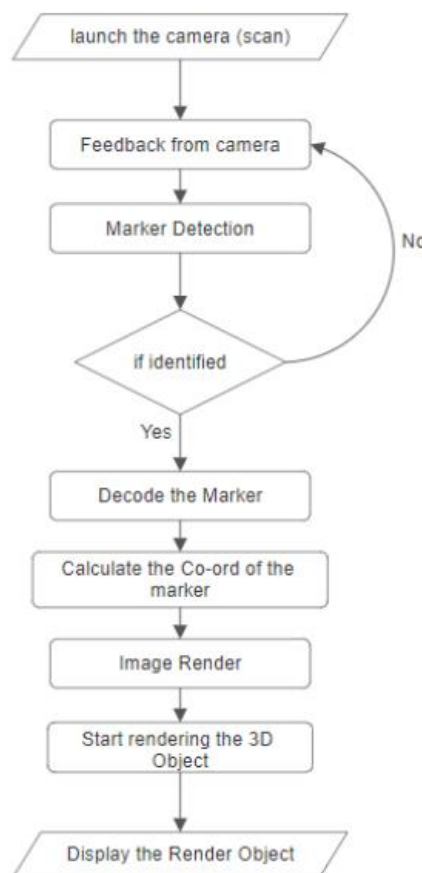 launch the camera (scan)
Feedback from camera
Marker Detection
No
if identified
Yes
Decode the Marker
Calculate the Co-ord of the
marker
Image Render
Start rendering the 3D
Object
Display the Render Object